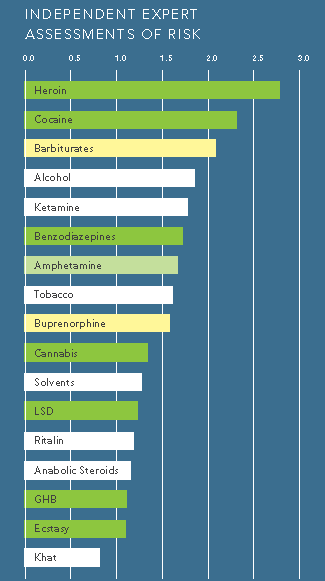 INDEPENDENT EXPERT
ASSESSMENTS OF RISK
0.0 0.5 1.0 1.5 2.0 2.5 3.0
Heroin
Cocaine
Barbiturates
Alcohol
Ketamine
Benzodiazepines
Amphetamine
Tobacco
Buprenorphine
Cannabis
Solvents
LSD
Ritalin
Anabolic Steroids
GHB
Ecstasy
Khat